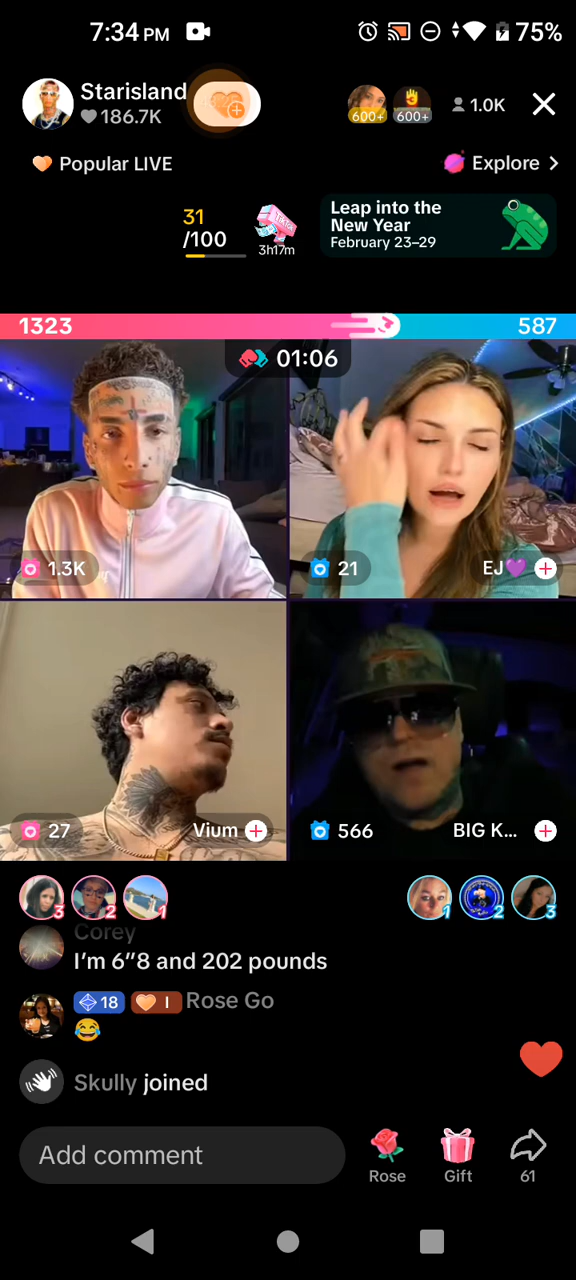 7:34 PM 75%
Starisland
186.7K
600+ 600+ 1.0K
Popular LIVE
Explore
31
/100
TikTok
3h17m
Leap into the
New Year
February 23–29
1323
587
01:06
1.3K
21
EJ
27
Vium
566
BIG K...
3 2 1 1 2 3
Corey
I'm 6"8 and 202 pounds
18 I Rose Go
Skully joined
Add comment
Rose
Gift
61